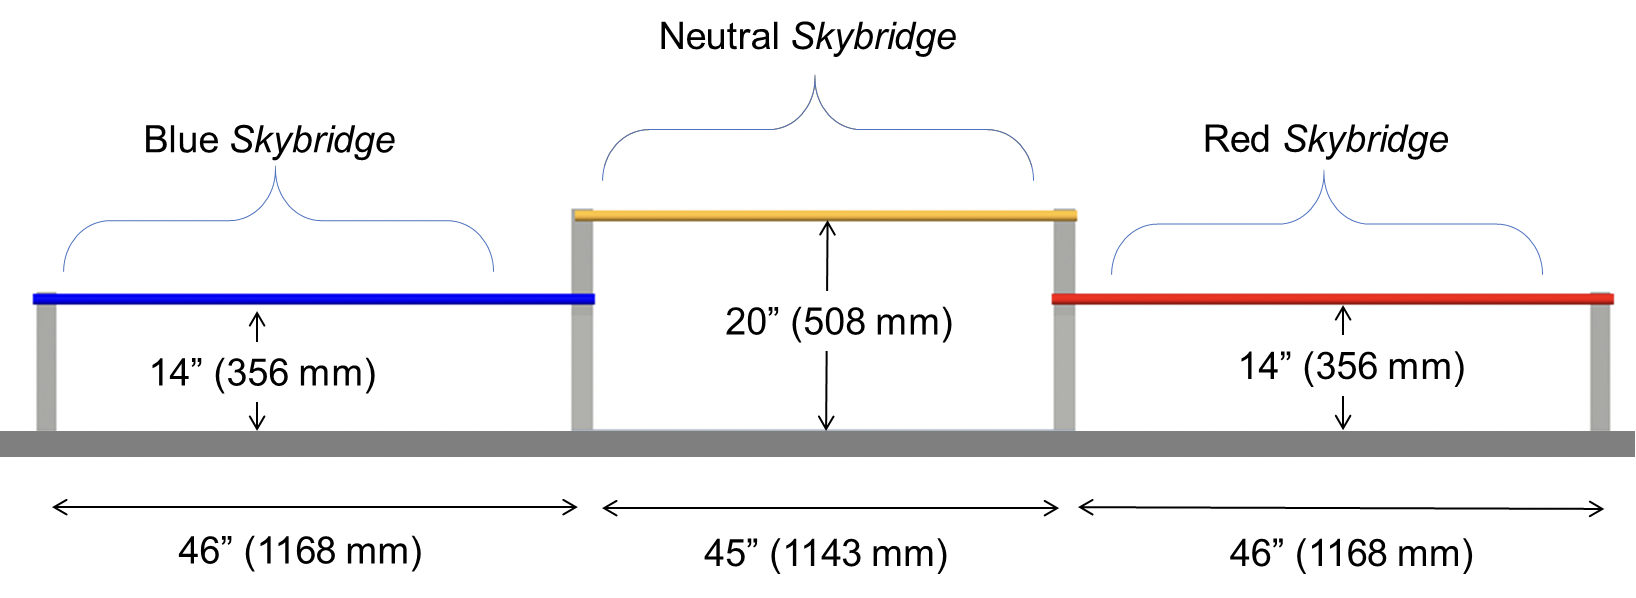 Neutral Skybridge
Blue Skybridge
Red Skybridge
20” (508 mm)
14” (356 mm)
14” (356 mm)
46” (1168 mm)
45” (1143 mm)
46” (1168 mm)